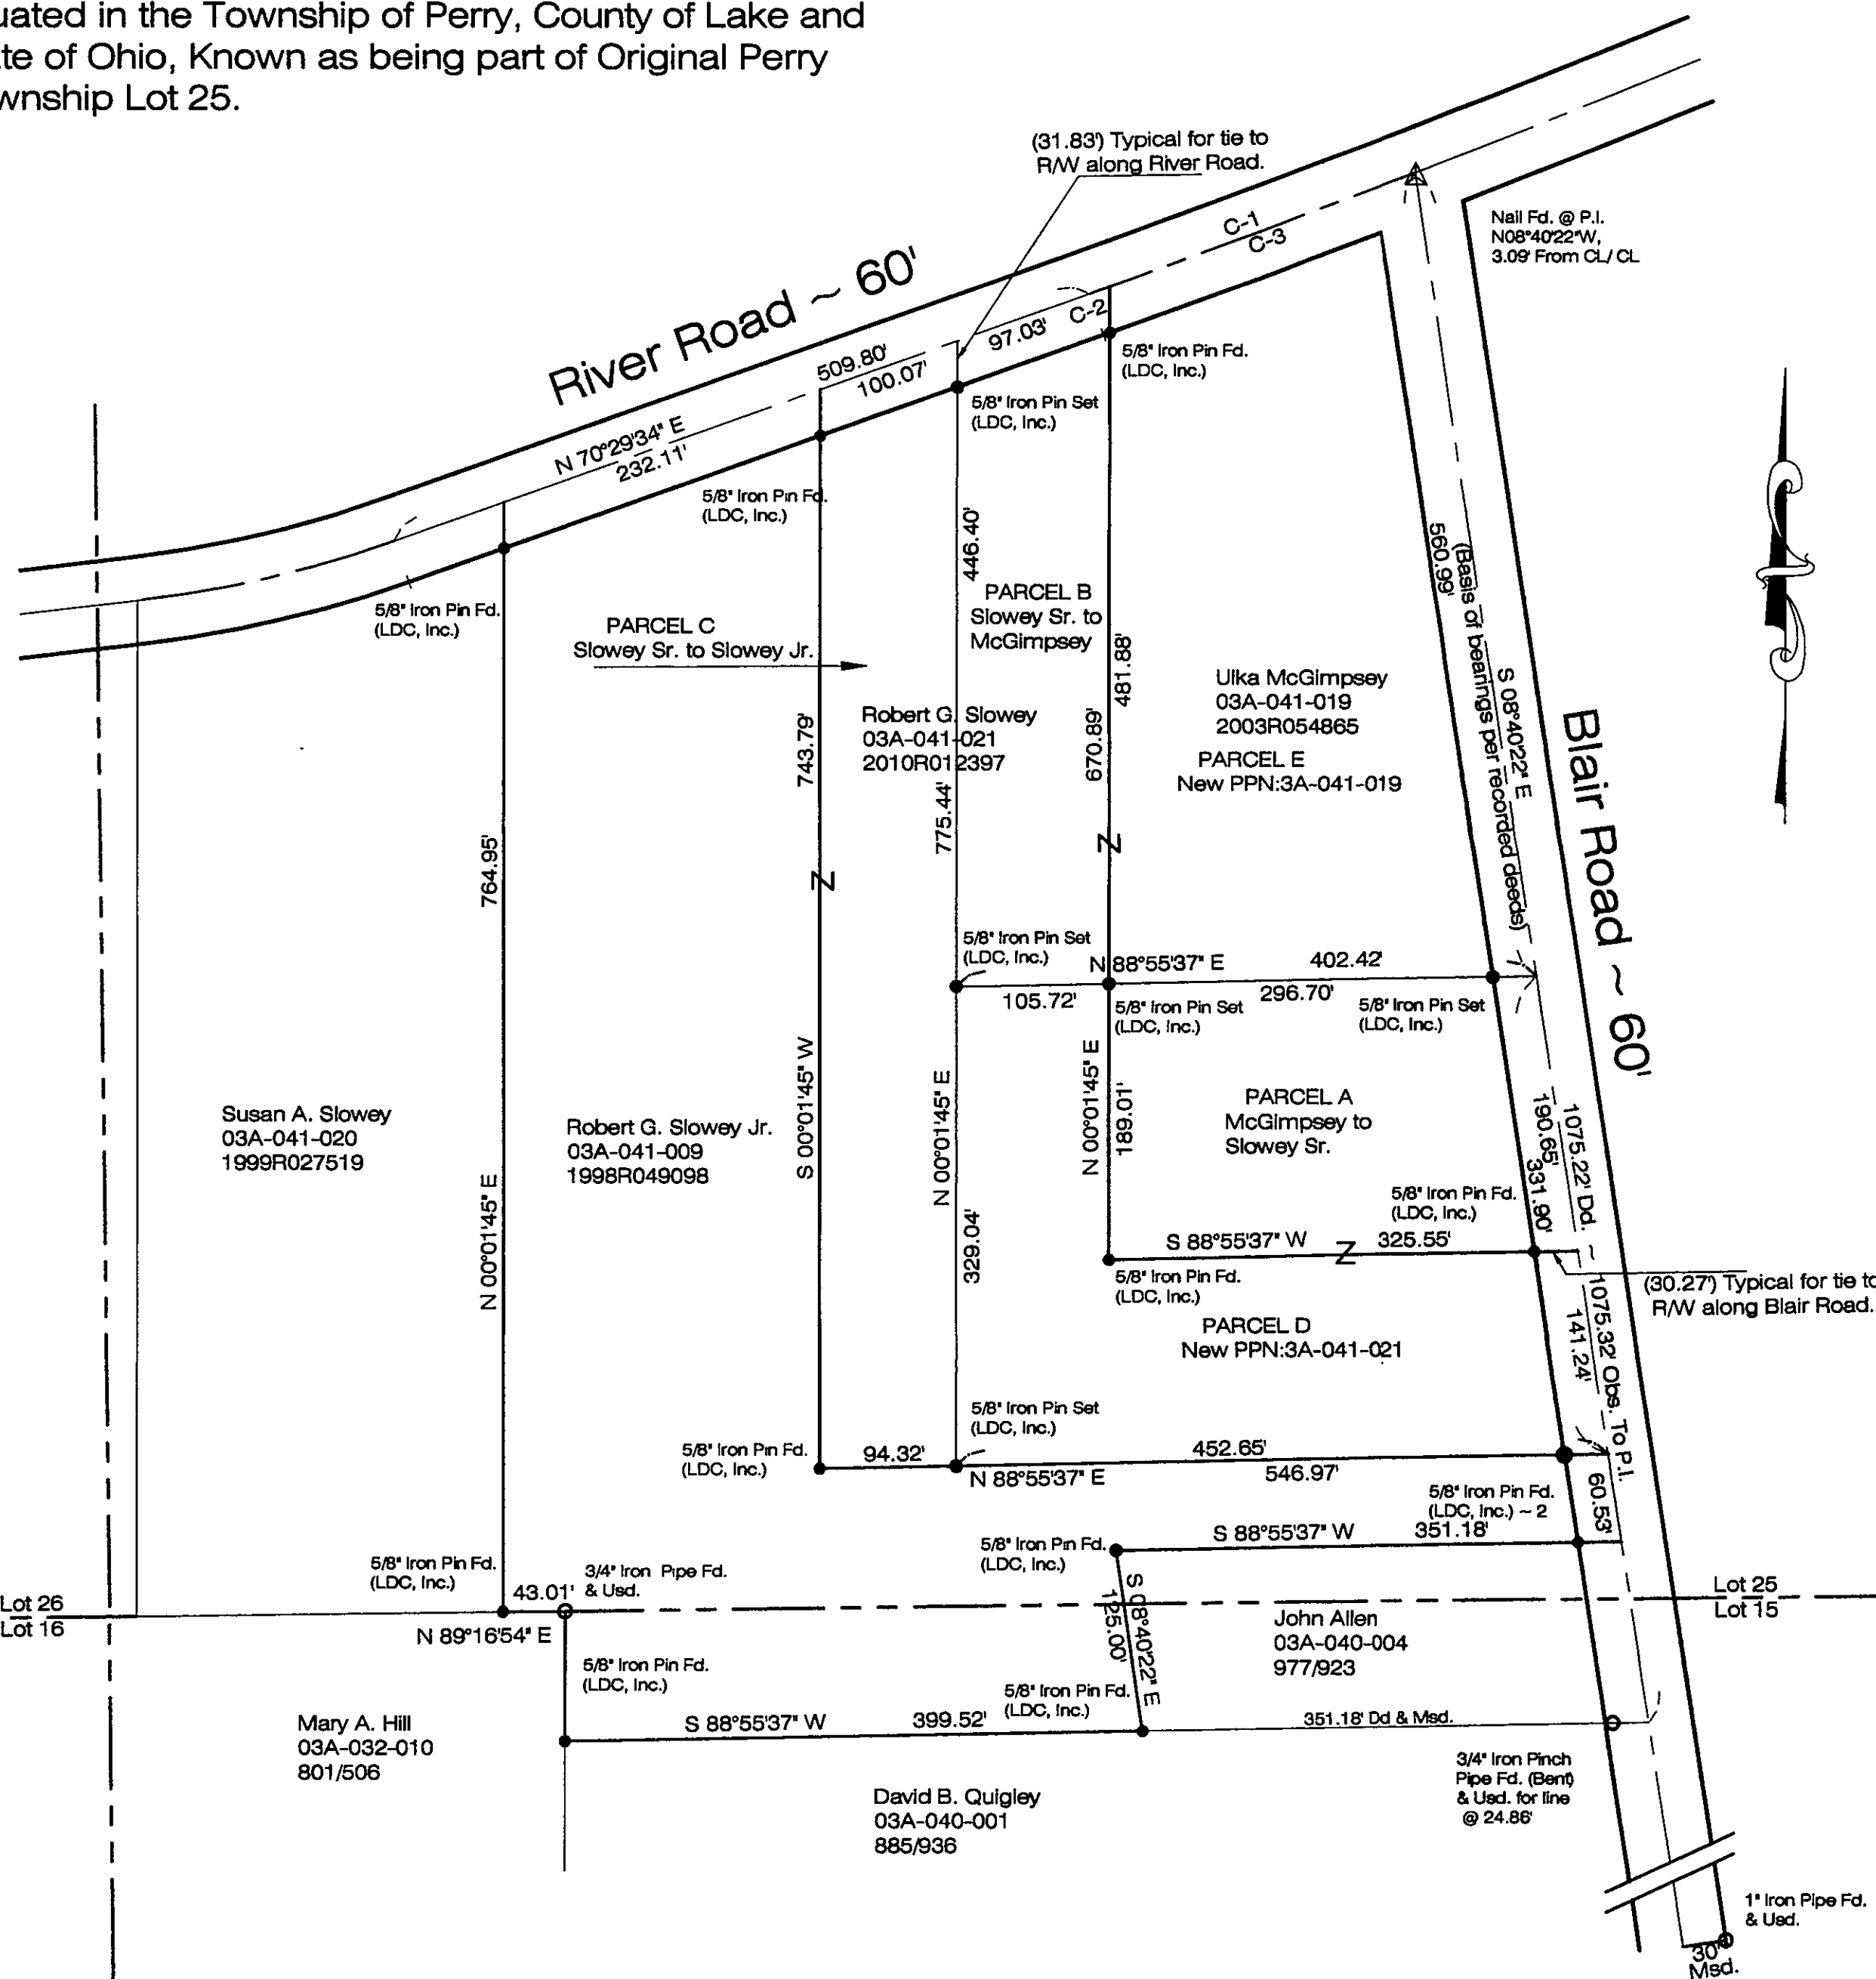 uated in the Township of Perry, County of Lake and
te of Ohio, Known as being part of Original Perry
wnship Lot 25.
(31.83') Typical for tie to
R/W along River Road.
Nail Fd. @ P.I.
N08°40'22"W,
3.09' From CL/ CL
C-1
C-3
River Road ~ 60'
97.03'
C-2
509.80'
100.07'
5/8" Iron Pin Fd.
(LDC, Inc.)
5/8" Iron Pin Set
(LDC, Inc.)
N 70°29'34" E
232.11'
5/8" Iron Pin Fd.
(LDC, Inc.)
5/8" Iron Pin Fd.
(LDC, Inc.)
446.40'
PARCEL B
Slowey Sr. to
McGimpsey
PARCEL C
Slowey Sr. to Slowey Jr.
481.88'
670.89'
Ulka McGimpsey
03A-041-019
2003R054865
PARCEL E
New PPN:3A-041-019
560.99'
(Basis of bearings per recorded deeds)
S 08°40'22" E
Blair Road ~ 60'
Robert G. Slowey
03A-041-021
2010R012397
743.79'
775.44'
764.95'
Z
Z
5/8" Iron Pin Set
(LDC, Inc.)
N 88°55'37" E
402.42'
105.72'
296.70'
5/8" Iron Pin Set
(LDC, Inc.)
5/8" Iron Pin Set
(LDC, Inc.)
S 00°01'45" W
N 00°01'45" E
N 00°01'45" E
189.01'
PARCEL A
McGimpsey to
Slowey Sr.
190.65'
331.90'
1075.22' Dd. ~ 1075.32' Obs. To P.I.
Susan A. Slowey
03A-041-020
1999R027519
Robert G. Slowey Jr.
03A-041-009
1998R049098
N 00°01'45" E
329.04'
5/8" Iron Pin Fd.
(LDC, Inc.)
S 88°55'37" W
Z
325.55'
5/8" Iron Pin Fd.
(LDC, Inc.)
(30.27') Typical for tie to
R/W along Blair Road.
PARCEL D
New PPN:3A-041-021
141.24'
5/8" Iron Pin Set
(LDC, Inc.)
5/8" Iron Pin Fd.
(LDC, Inc.)
94.32'
452.65'
N 88°55'37" E
546.97'
5/8" Iron Pin Fd.
(LDC, Inc.) ~ 2
60.53'
5/8" Iron Pin Fd.
(LDC, Inc.)
S 88°55'37" W
351.18'
5/8" Iron Pin Fd.
(LDC, Inc.)
43.01'
3/4" Iron Pipe Fd.
& Usd.
Lot 26
Lot 16
Lot 25
Lot 15
N 89°16'54" E
S 08°40'22" E
125.00'
John Allen
03A-040-004
977/923
5/8" Iron Pin Fd.
(LDC, Inc.)
5/8" Iron Pin Fd.
(LDC, Inc.)
Mary A. Hill
03A-032-010
801/506
S 88°55'37" W
399.52'
351.18' Dd & Msd.
3/4" Iron Pinch
Pipe Fd. (Bent)
& Usd. for line
@ 24.86'
David B. Quigley
03A-040-001
885/936
1" Iron Pipe Fd.
& Usd.
30'
Msd.